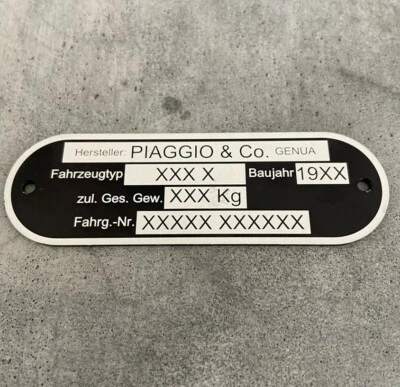 Hersteller: PIAGGIO & Co. GENUA
Fahrzeugtyp XXX X Baujahr 19XX
zul. Ges. Gew. XXX Kg
Fahrg.-Nr. XXXXX XXXXXX